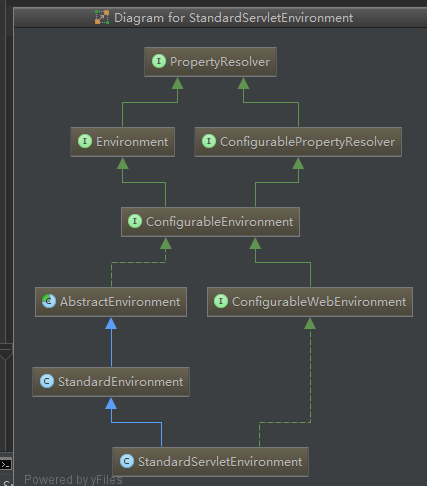 Diagram for StandardServletEnvironment
I PropertyResolver
I Environment
I ConfigurablePropertyResolver
I ConfigurableEnvironment
C AbstractEnvironment
I ConfigurableWebEnvironment
C StandardEnvironment
C StandardServletEnvironment
Powered by yFiles